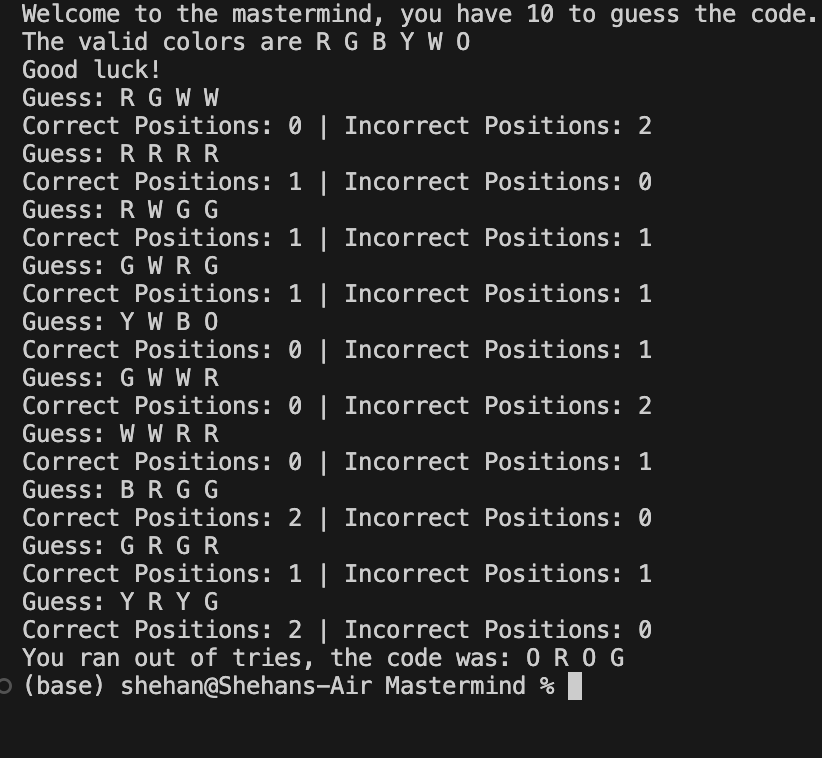 Welcome to the mastermind, you have 10 to guess the code.
The valid colors are R G B Y W O
Good luck!
Guess: R G W W
Correct Positions: 0 | Incorrect Positions: 2
Guess: R R R R
Correct Positions: 1 | Incorrect Positions: 0
Guess: R W G G
Correct Positions: 1 | Incorrect Positions: 1
Guess: G W R G
Correct Positions: 1 | Incorrect Positions: 1
Guess: Y W B O
Correct Positions: 0 | Incorrect Positions: 1
Guess: G W W R
Correct Positions: 0 | Incorrect Positions: 2
Guess: W W R R
Correct Positions: 0 | Incorrect Positions: 1
Guess: B R G G
Correct Positions: 2 | Incorrect Positions: 0
Guess: G R G R
Correct Positions: 1 | Incorrect Positions: 1
Guess: Y R Y G
Correct Positions: 2 | Incorrect Positions: 0
You ran out of tries, the code was: O R O G
(base) shehan@Shehans-Air Mastermind %